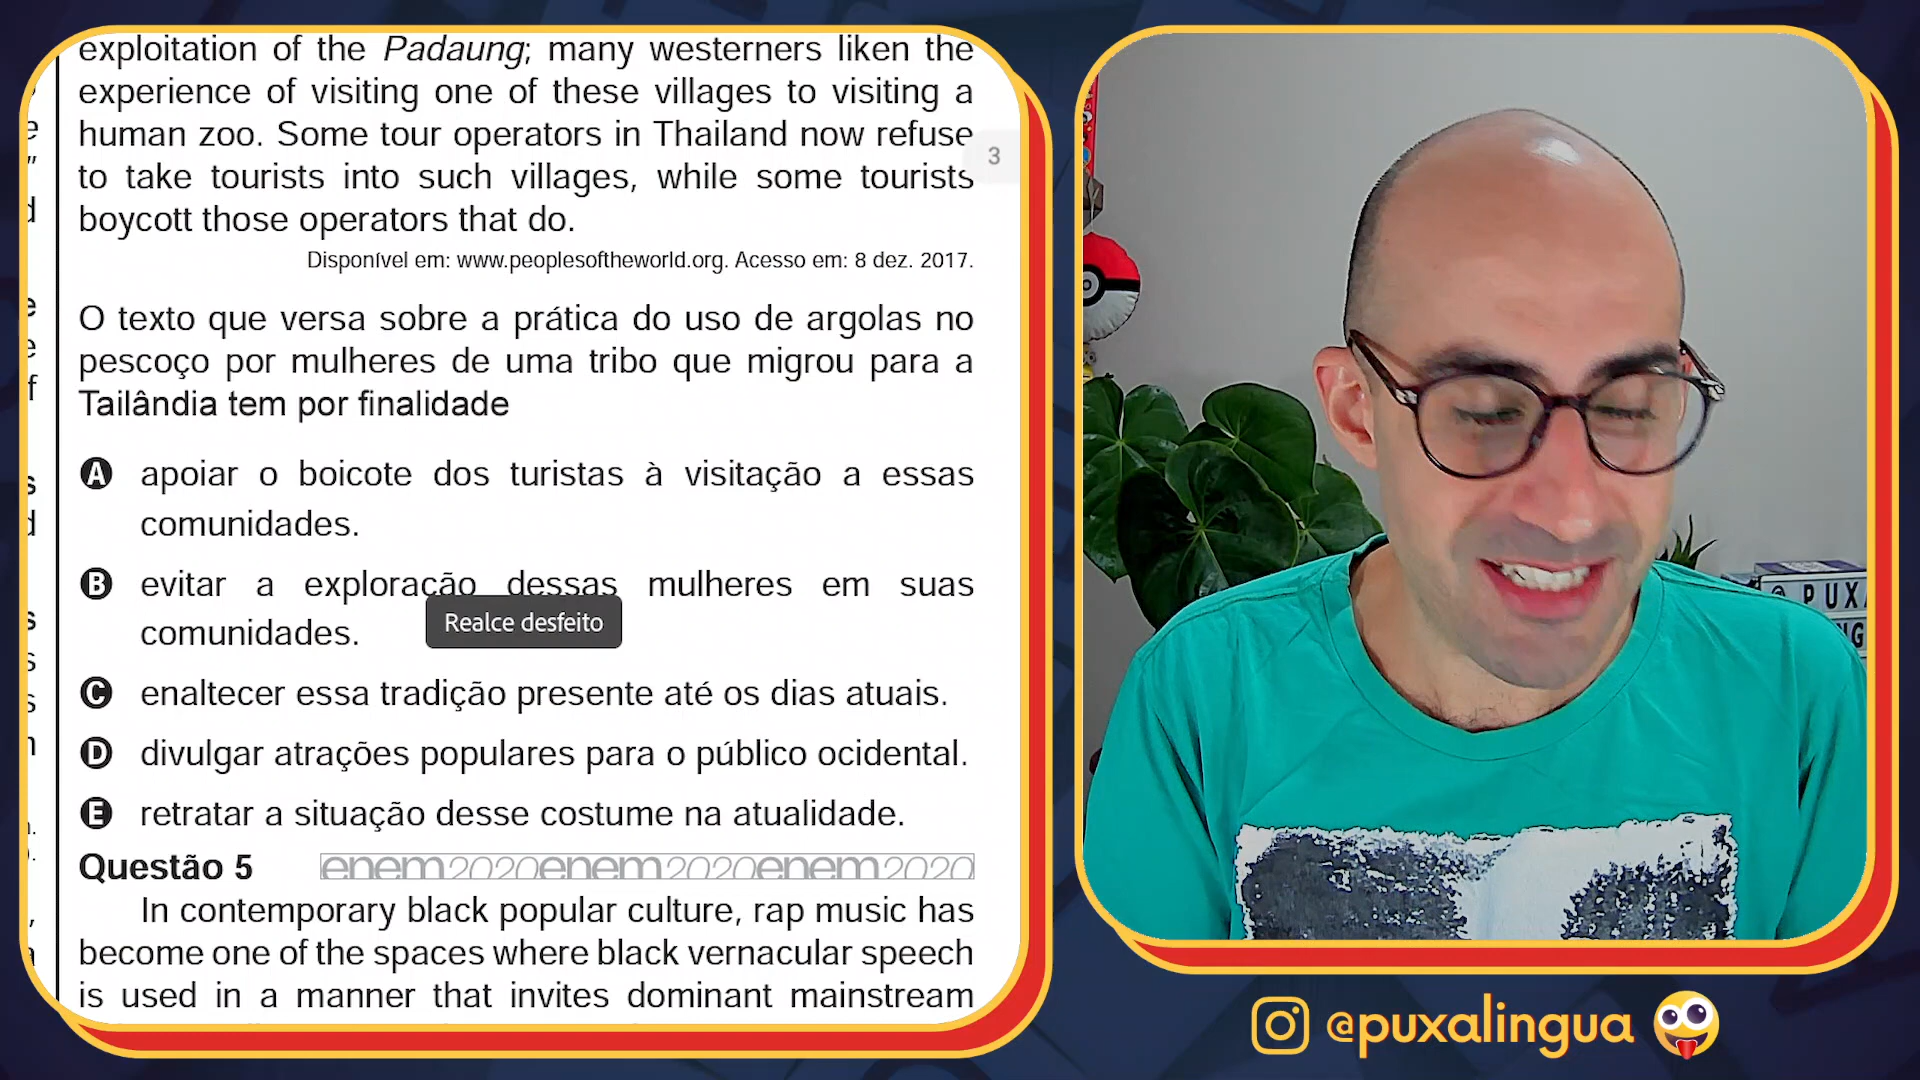 exploitation of the Padaung; many westerners liken the
experience of visiting one of these villages to visiting a
human zoo. Some tour operators in Thailand now refuse
to take tourists into such villages, while some tourists
boycott those operators that do.
Disponível em: www.peoplesoftheworld.org. Acesso em: 8 dez. 2017.
3
O texto que versa sobre a prática do uso de argolas no
pescoço por mulheres de uma tribo que migrou para a
Tailândia tem por finalidade
A apoiar o boicote dos turistas à visitação a essas
comunidades.
B evitar a exploração dessas mulheres em suas
comunidades.
Realce desfeito
C enaltecer essa tradição presente até os dias atuais.
D divulgar atrações populares para o público ocidental.
E retratar a situação desse costume na atualidade.
Questão 5 enem2020enem2020enem2020
In contemporary black popular culture, rap music has
become one of the spaces where black vernacular speech
is used in a manner that invites dominant mainstream
@ PUX
NG
@puxalingua